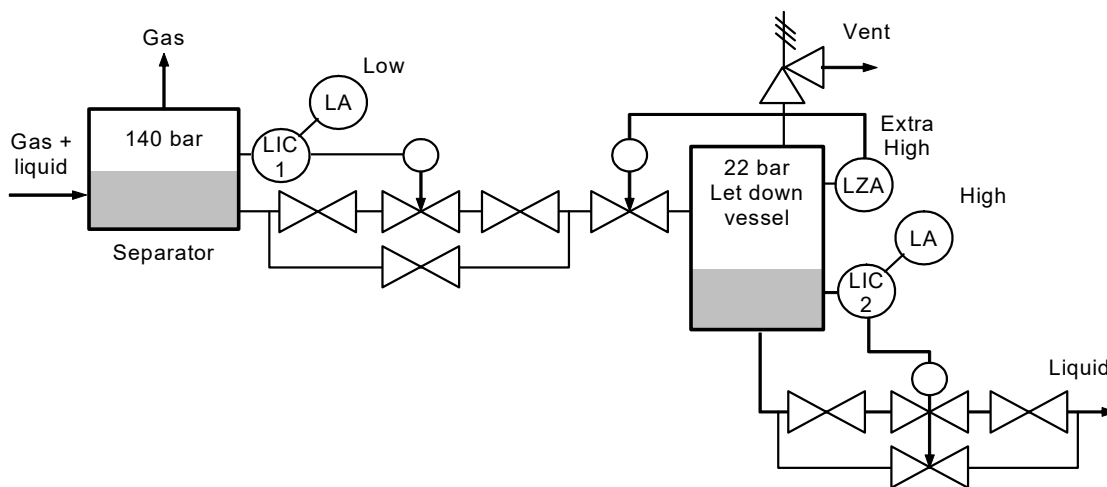 Gas
Low
LA
Gas +
liquid
140 bar
LIC
1
Separator
Vent
Extra
High
22 bar
Let down
vessel
LZA
High
LA
LIC
2
Liquid